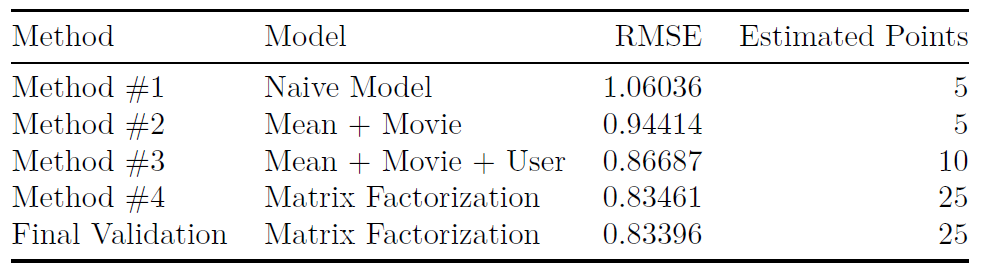 Method Model RMSE Estimated Points
Method #1 Naive Model 1.06036 5
Method #2 Mean + Movie 0.94414 5
Method #3 Mean + Movie + User 0.86687 10
Method #4 Matrix Factorization 0.83461 25
Final Validation Matrix Factorization 0.83396 25